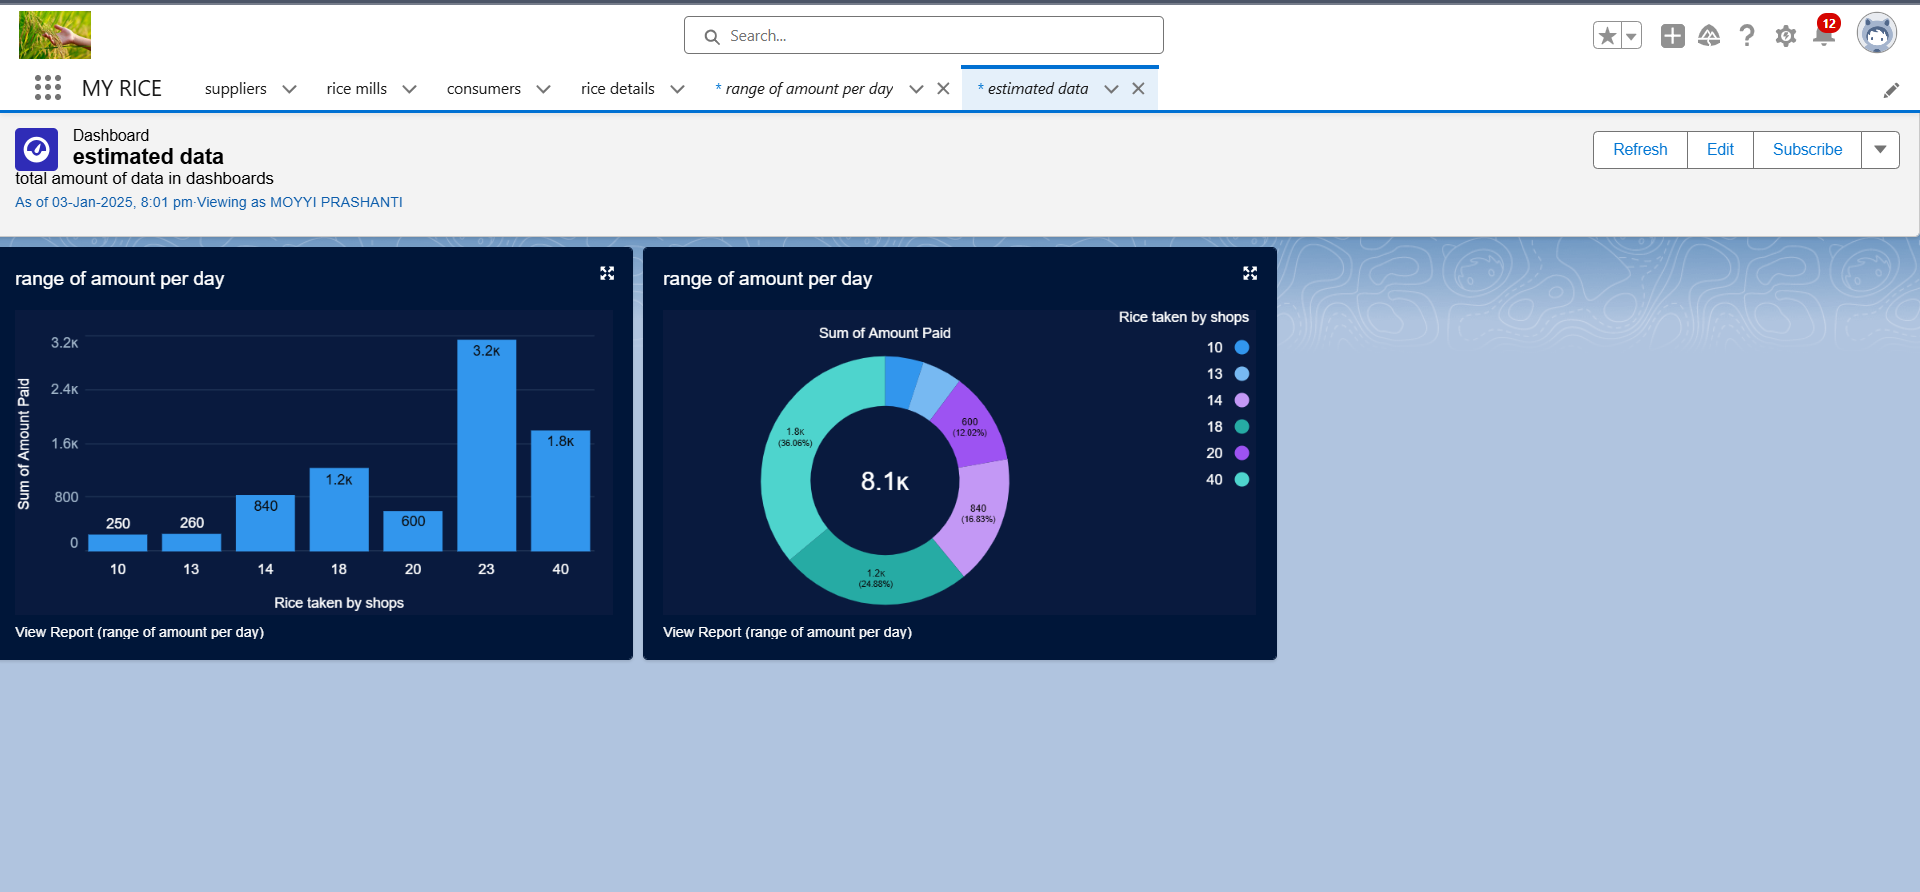 Search...
12
MY RICE
suppliers
rice mills
consumers
rice details
* range of amount per day
* estimated data
Dashboard
estimated data
total amount of data in dashboards
As of 03-Jan-2025, 8:01 pm·Viewing as MOYYI PRASHANTI
Refresh
Edit
Subscribe
range of amount per day
Sum of Amount Paid
3.2K
2.4K
1.6K
800
0
250
260
840
1.2K
600
3.2K
1.8K
10
13
14
18
20
23
40
Rice taken by shops
View Report (range of amount per day)
range of amount per day
Sum of Amount Paid
Rice taken by shops
10
13
14
18
20
40
600
(12.02%)
840
(16.83%)
1.2K
(24.88%)
1.8K
(36.06%)
8.1K
View Report (range of amount per day)